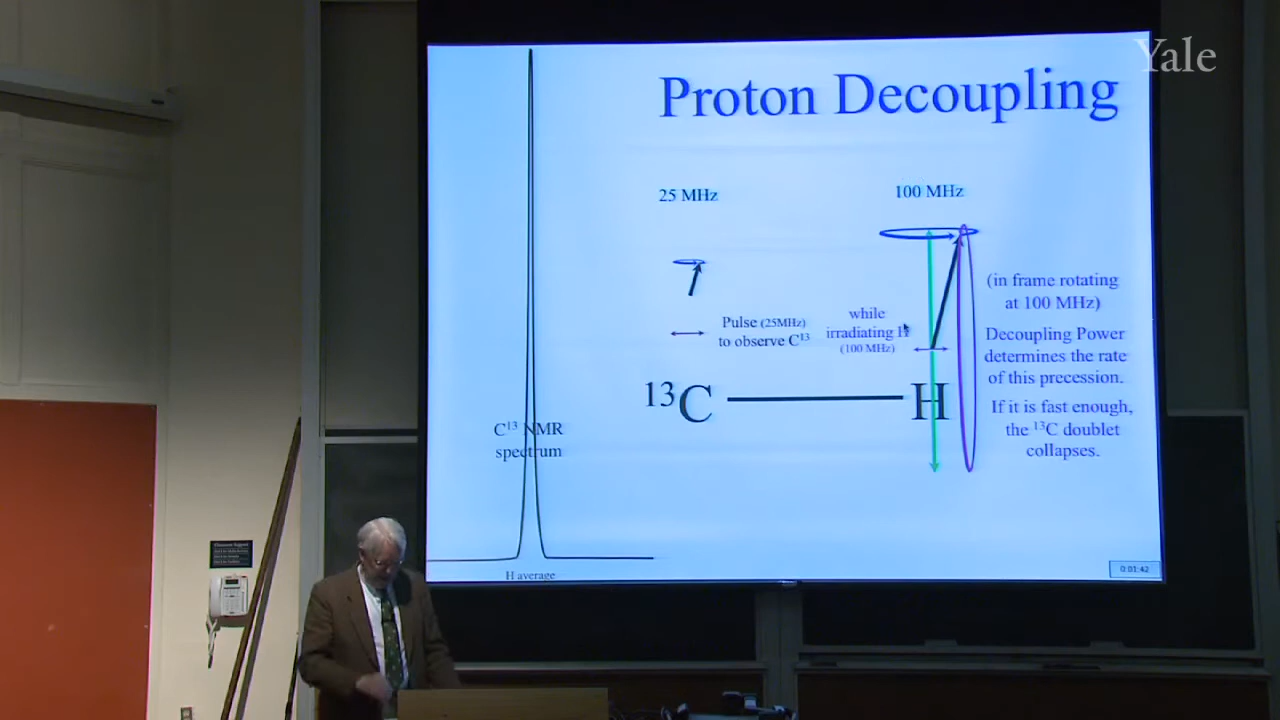 Yale
Proton Decoupling
25 MHz
100 MHz
(in frame rotating
at 100 MHz)
Pulse (25MHz)
to observe C¹³
while
irradiating H
(100 MHz)
Decoupling Power
determines the rate
of this precession.
If it is fast enough,
the ¹³C doublet
collapses.
¹³C
H
C¹³ NMR
spectrum
H average
0:01:42